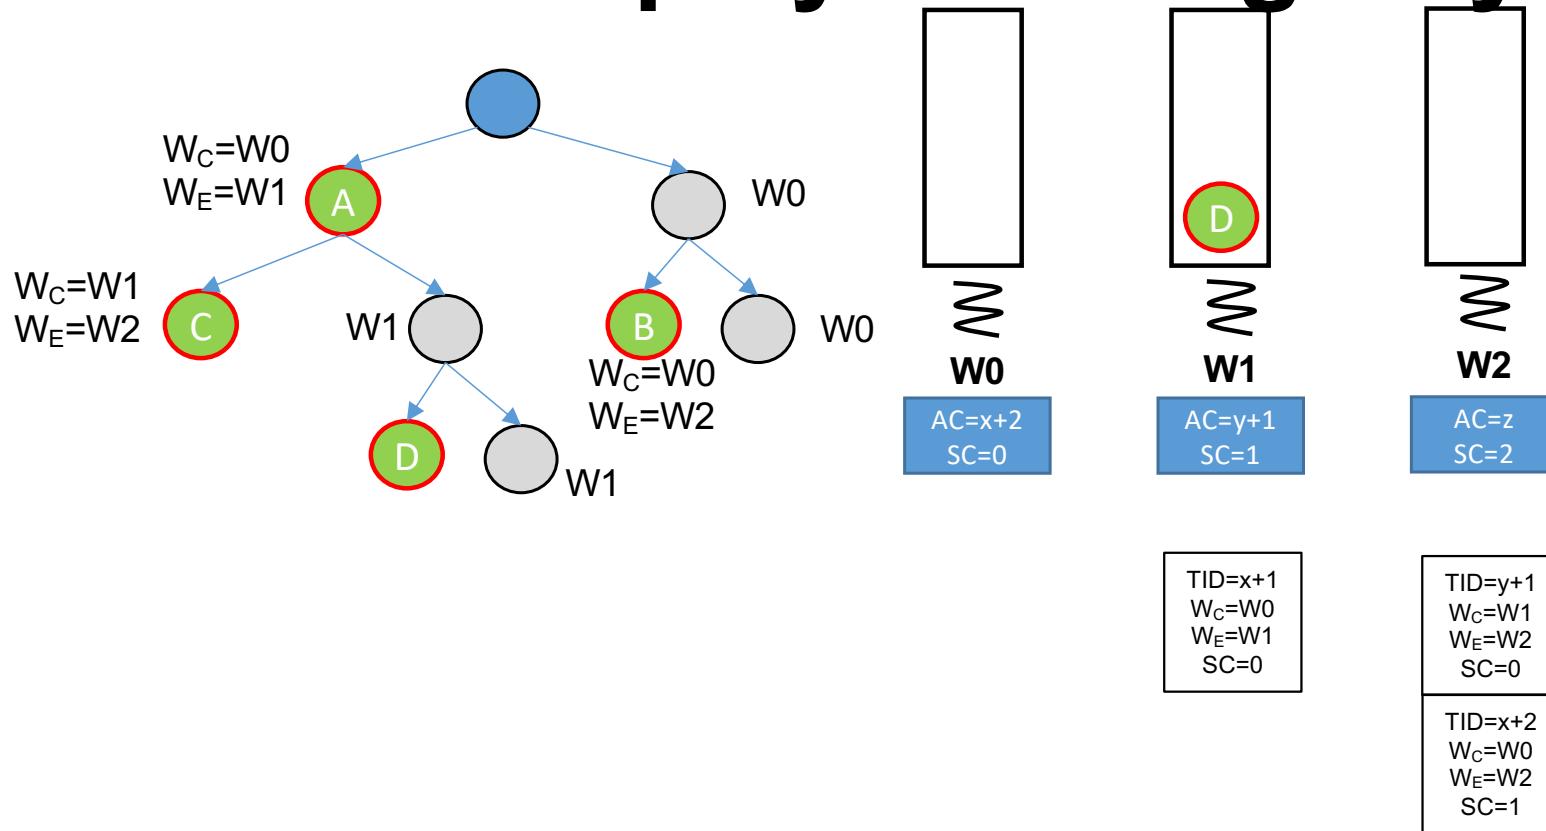 W_C=W0
W_E=W1
A
W0
W_C=W1
W_E=W2
C
W1
B
W0
W_C=W0
W_E=W2
D
W1
D
W0
W1
W2
AC=x+2
SC=0
AC=y+1
SC=1
AC=z
SC=2
TID=x+1
W_C=W0
W_E=W1
SC=0
TID=y+1
W_C=W1
W_E=W2
SC=0
TID=x+2
W_C=W0
W_E=W2
SC=1